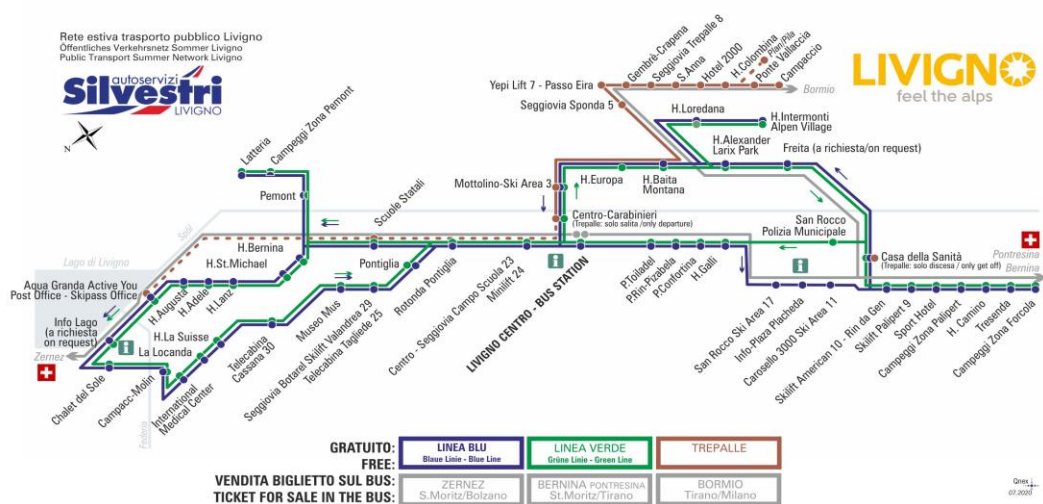 Rete estiva trasporto pubblico Livigno
Öffentliches Verkehrsnetz Sommer Livigno
Public Transport Summer Network Livigno
autoservizi
Silvestri
LIVIGNO
N
LIVIGNO
feel the alps
Yepi Lift 7 - Passo Eira
Gembrè-Crapena
Seggiovia Trepalle 8
S.Anna
Hotel 2000
H.Colombina
Plan/Pila
Ponte Vallaccia
Campaccio
Bormio
Seggiovia Sponda 5
H.Loredana
H.Intermonti
Alpen Village
H.Alexander
Larix Park
Freita (a richiesta/on request)
Latteria
Campeggi Zona Pemont
Pemont
Scuole Statali
Mottolino-Ski Area 3
H.Europa
H.Baita
Montana
Centro-Carabinieri
(Trepalle: solo salita /only departure)
San Rocco
Polizia Municipale
Casa della Sanità
(Trepalle: solo discesa / only get off)
Pontresina
Bernina
Spöl
Lago di Livigno
Aqua Granda Active You
Post Office - Skipass Office
H.Bernina
H.St.Michael
H.Augusta
H.Adele
H.Lanz
Pontiglia
Rotonda Pontiglia
Info Lago
(a richiesta
on request)
Zernez
H.La Suisse
La Locanda
Museo Mus
Chalet del Sole
Campacc-Molin
Federia
International
Medical Center
Telecabina
Cassana 30
Seggiovia Botarel Skilift Valandrea 29
Telecabina Tagliede 25
Centro - Seggiovia Campo Scuola 23
Minilift 24
LIVIGNO CENTRO - BUS STATION
P.Toiladel
P.Rin-Pizabela
P.Confortina
H.Galli
San Rocco Ski Area 17
Info-Plaza Placheda
Carosello 3000 Ski Area 11
Skilift American 10 - Rin da Gen
Skilift Palipert 9
Sport Hotel
Campeggi Zona Palipert
H. Camino
Tresenda
Campeggi Zona Forcola
GRATUITO:
FREE:
LINEA BLU
Blaue Linie - Blue Line
LINEA VERDE
Grüne Linie - Green Line
TREPALLE
VENDITA BIGLIETTO SUL BUS:
TICKET FOR SALE IN THE BUS:
ZERNEZ
S.Moritz/Bolzano
BERNINA PONTRESINA
St.Moritz/Tirano
BORMIO
Tirano/Milano
Qnex
07.2020